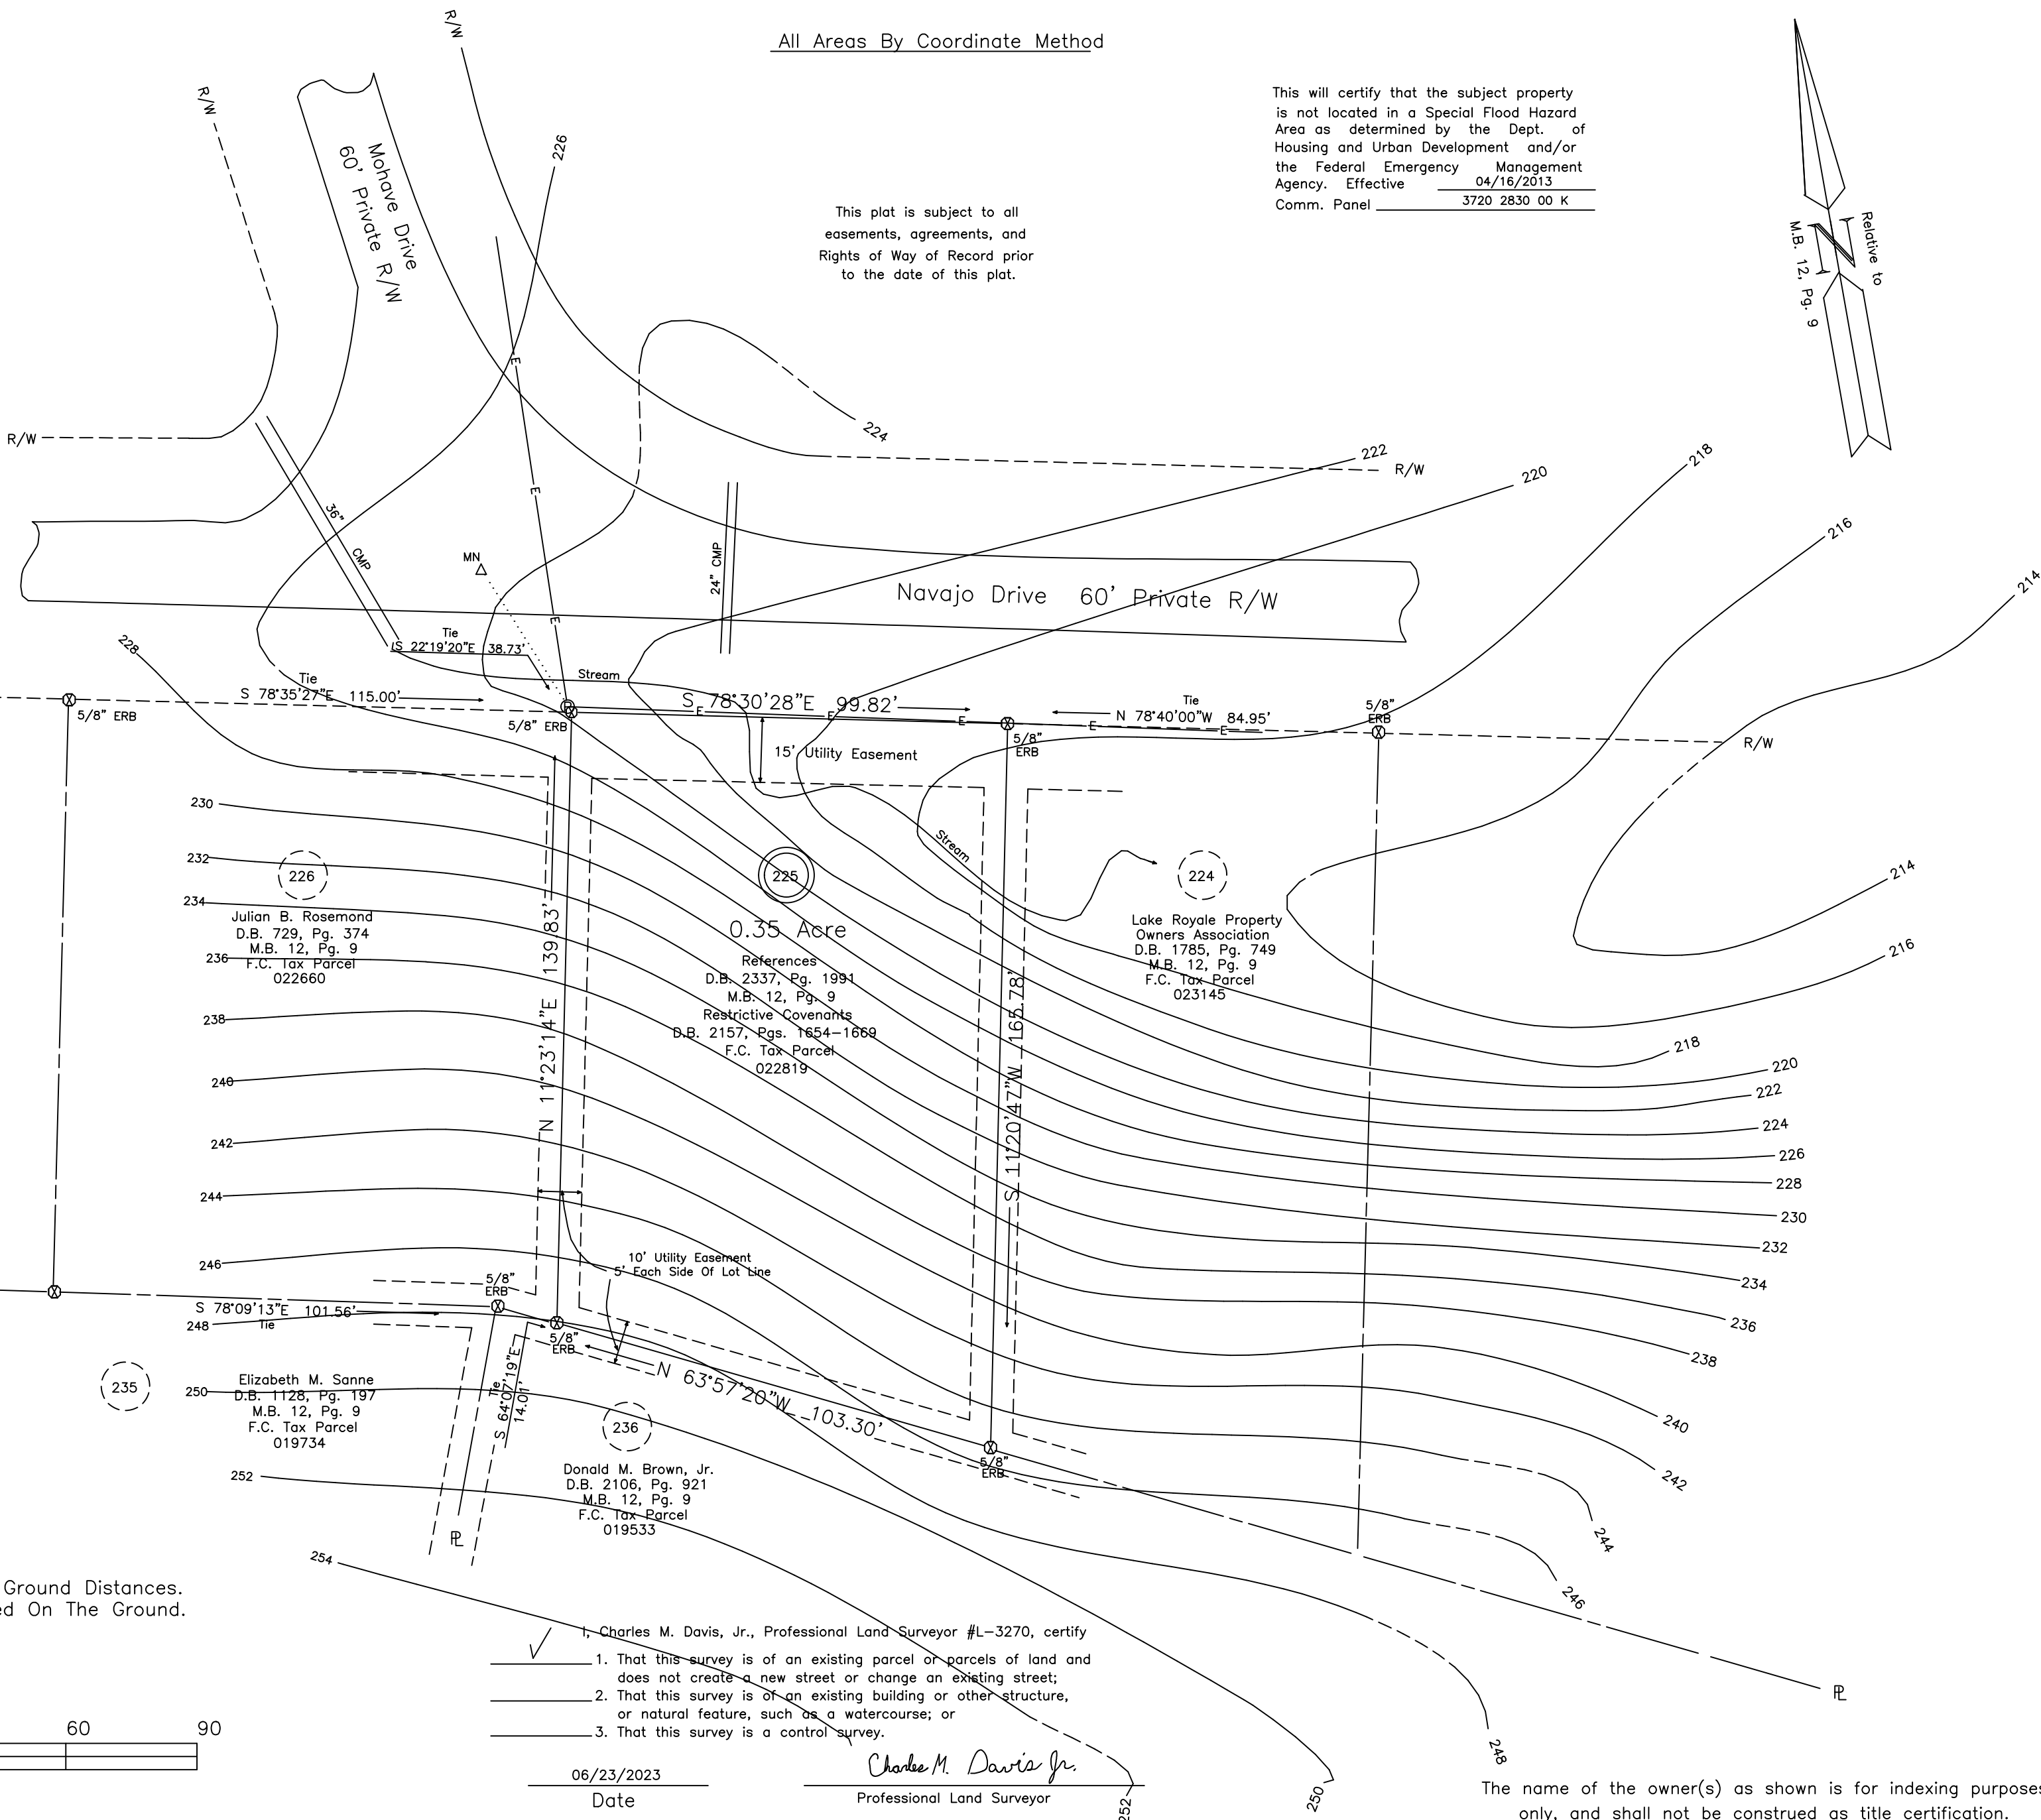 All Areas By Coordinate Method
This will certify that the subject property
is not located in a Special Flood Hazard
Area as determined by the Dept. of
Housing and Urban Development and/or
the Federal Emergency Management
Agency. Effective 04/16/2013
Comm. Panel 3720 2830 00 K
This plat is subject to all
easements, agreements, and
Rights of Way of Record prior
to the date of this plat.
Relative to
N
M.B. 12, Pg. 9
R/W
R/W
R/W
R/W
R/W
Mohave Drive
60' Private R/W
226
224
222
220
218
216
214
36" CMP
MN
24" CMP
Navajo Drive 60' Private R/W
E
E
E
Tie
S 22°19'20"E 38.73'
Stream
228
Tie
S 78°35'27"E 115.00'
5/8" ERB
5/8" ERB
S 78°30'28"E 99.82'
E
E
E
E
E
Tie
N 78°40'00"W 84.95'
5/8"
ERB
5/8"
ERB
15' Utility Easement
Stream
230
232
234
236
238
240
242
244
246
248
250
252
254
226
Julian B. Rosemond
D.B. 729, Pg. 374
M.B. 12, Pg. 9
F.C. Tax Parcel
022660
N 11°23'14"E 139.83'
225
0.35 Acre
References
D.B. 2337, Pg. 1991
M.B. 12, Pg. 9
Restrictive Covenants
D.B. 2157, Pgs. 1654-1669
F.C. Tax Parcel
022819
S 11°20'47"W 165.78'
224
Lake Royale Property
Owners Association
D.B. 1785, Pg. 749
M.B. 12, Pg. 9
F.C. Tax Parcel
023145
214
216
218
220
222
224
226
228
230
232
234
236
238
240
242
244
246
248
250
252
10' Utility Easement
5' Each Side Of Lot Line
5/8"
ERB
S 78°09'13"E 101.56'
Tie
5/8"
ERB
Tie
S 64°07'19"E
14.01'
N 63°57'20"W 103.30'
5/8"
ERB
235
Elizabeth M. Sanne
D.B. 1128, Pg. 197
M.B. 12, Pg. 9
F.C. Tax Parcel
019734
236
Donald M. Brown, Jr.
D.B. 2106, Pg. 921
M.B. 12, Pg. 9
F.C. Tax Parcel
019533
PL
PL
Ground Distances.
ed On The Ground.
60 90
I, Charles M. Davis, Jr., Professional Land Surveyor #L-3270, certify
1. That this survey is of an existing parcel or parcels of land and
does not create a new street or change an existing street;
2. That this survey is of an existing building or other structure,
or natural feature, such as a watercourse; or
3. That this survey is a control survey.
06/23/2023
Date
Charles M. Davis Jr.
Professional Land Surveyor
The name of the owner(s) as shown is for indexing purposes
only, and shall not be construed as title certification.